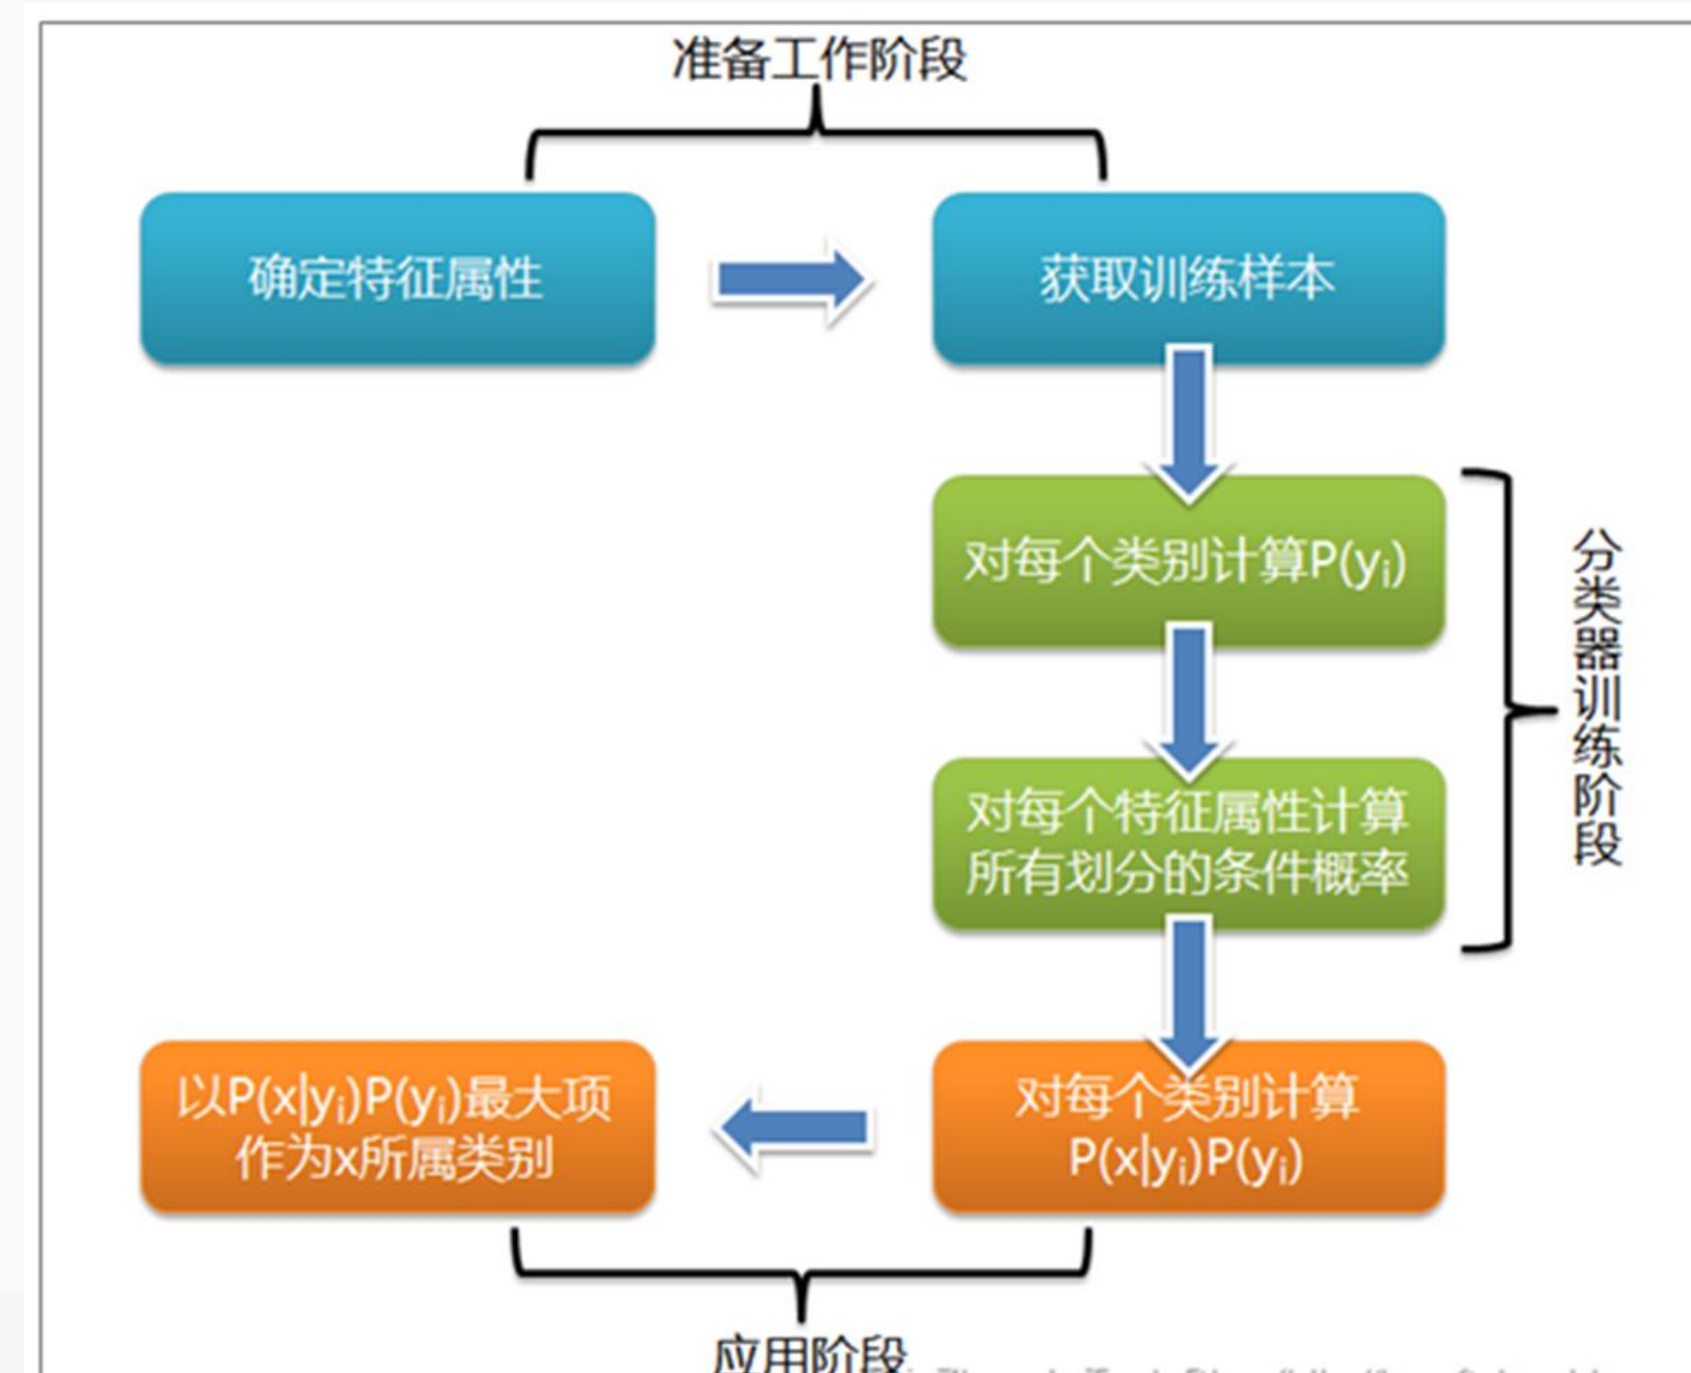 准备工作阶段
确定特征属性
获取训练样本
对每个类别计算P(yi)
对每个特征属性计算
所有划分的条件概率
分类器训练阶段
对每个类别计算
P(x|yi)P(yi)
以P(x|yi)P(yi)最大项
作为x所属类别
应用阶段